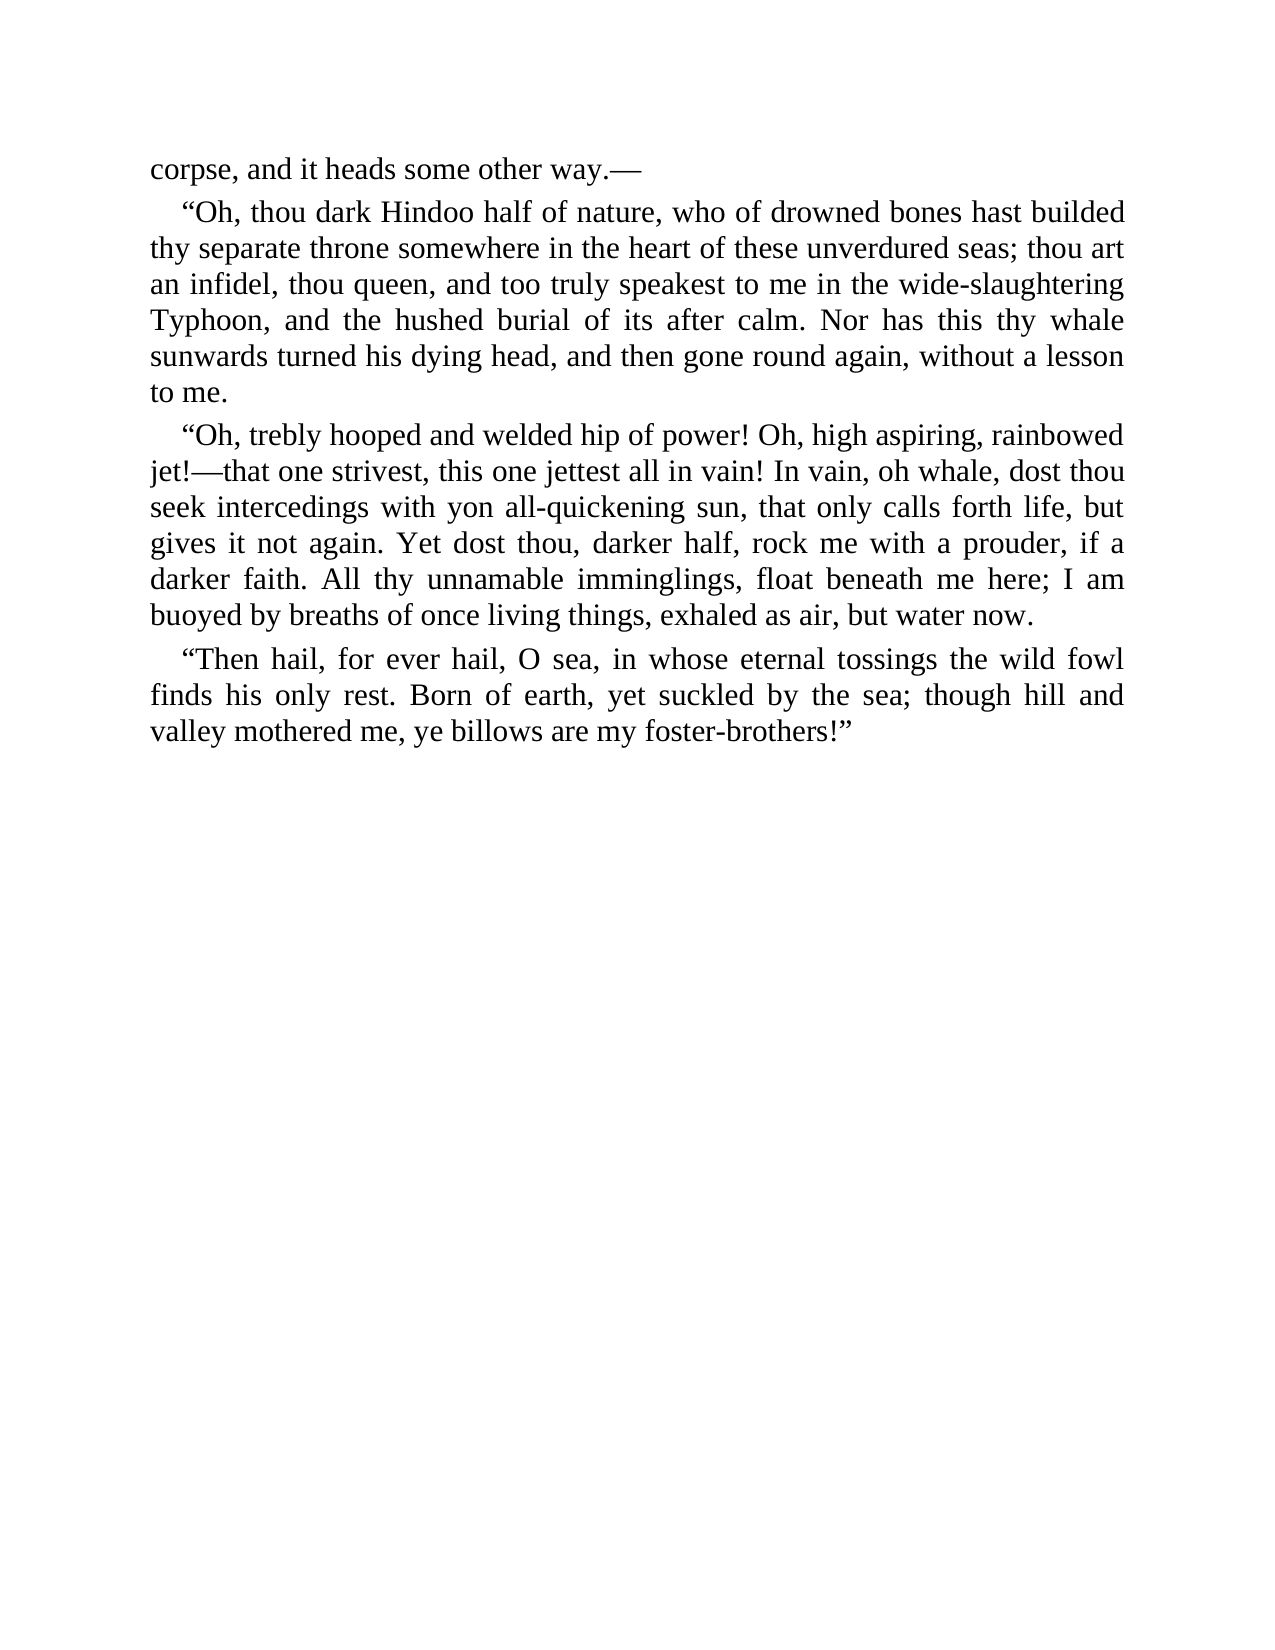 corpse, and it heads some other way.—
“Oh, thou dark Hindoo half of nature, who of drowned bones hast builded
thy separate throne somewhere in the heart of these unverdured seas; thou art
an infidel, thou queen, and too truly speakest to me in the wide-slaughtering
Typhoon, and the hushed burial of its after calm. Nor has this thy whale
sunwards turned his dying head, and then gone round again, without a lesson
to me.
“Oh, trebly hooped and welded hip of power! Oh, high aspiring, rainbowed
jet!—that one strivest, this one jettest all in vain! In vain, oh whale, dost thou
seek intercedings with yon all-quickening sun, that only calls forth life, but
gives it not again. Yet dost thou, darker half, rock me with a prouder, if a
darker faith. All thy unnamable imminglings, float beneath me here; I am
buoyed by breaths of once living things, exhaled as air, but water now.
“Then hail, for ever hail, O sea, in whose eternal tossings the wild fowl
finds his only rest. Born of earth, yet suckled by the sea; though hill and
valley mothered me, ye billows are my foster-brothers!”